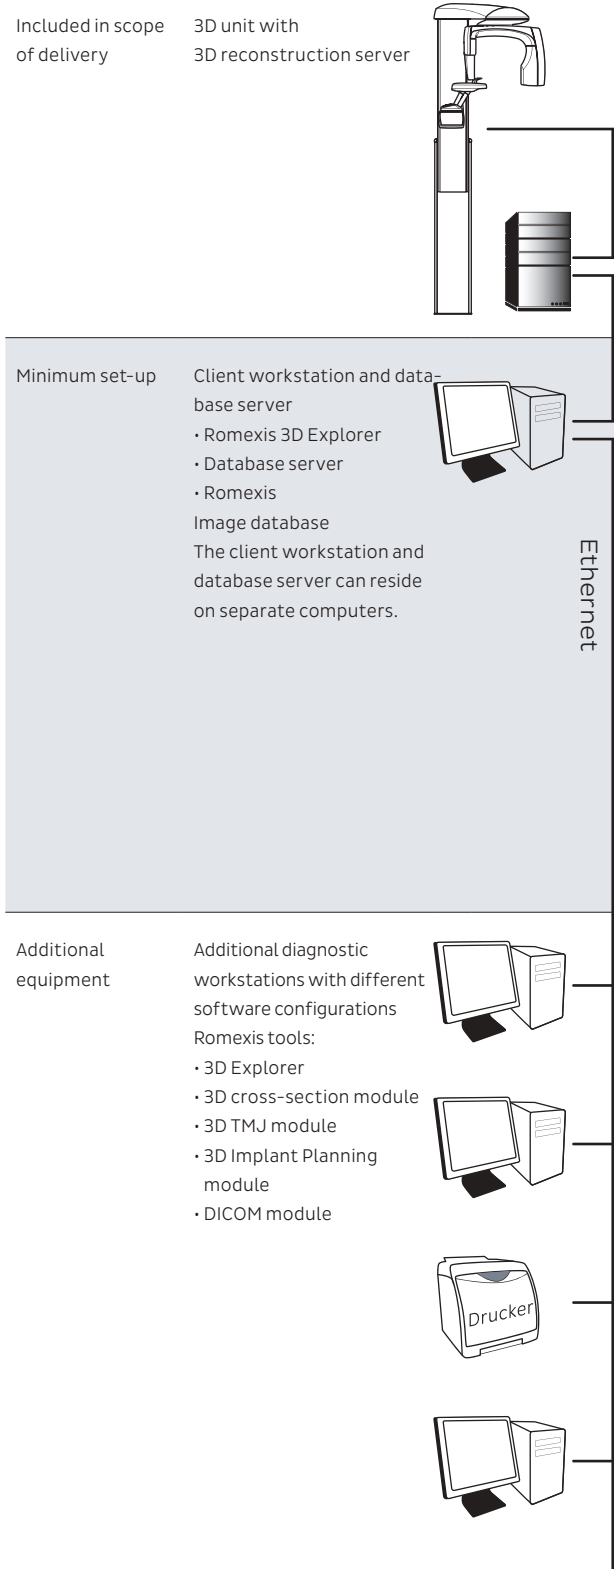 Included in scope
of delivery
3D unit with
3D reconstruction server
Minimum set-up
Client workstation and data-
base server
• Romexis 3D Explorer
• Database server
• Romexis
Image database
The client workstation and
database server can reside
on separate computers.
Ethernet
Additional
equipment
Additional diagnostic
workstations with different
software configurations
Romexis tools:
• 3D Explorer
• 3D cross-section module
• 3D TMJ module
• 3D Implant Planning
module
• DICOM module
Drucker